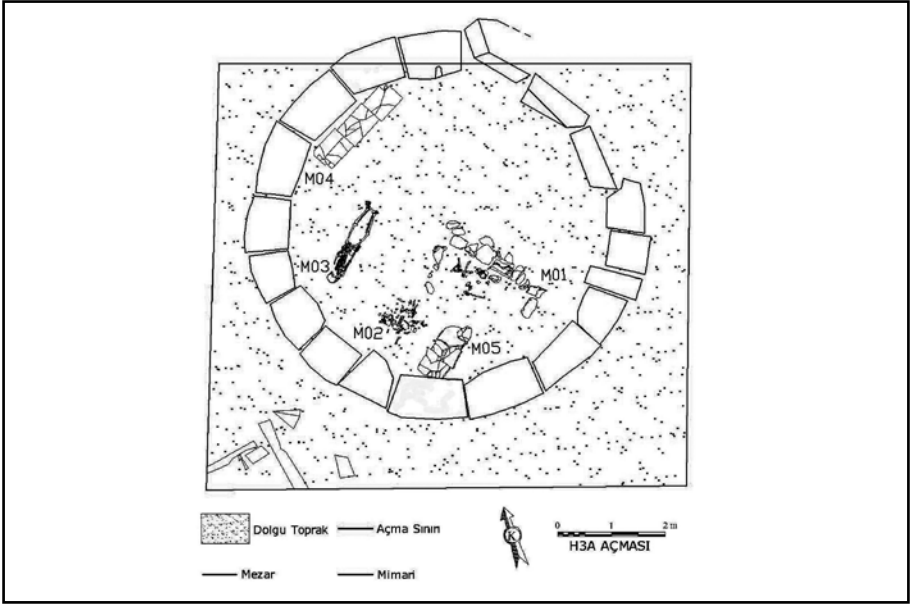 M04
M03
M01
M02
M05
Dolgu Toprak
Açma Sınırı
K
0 1 2 m
H3A AÇMASI
Mezar
Mimari